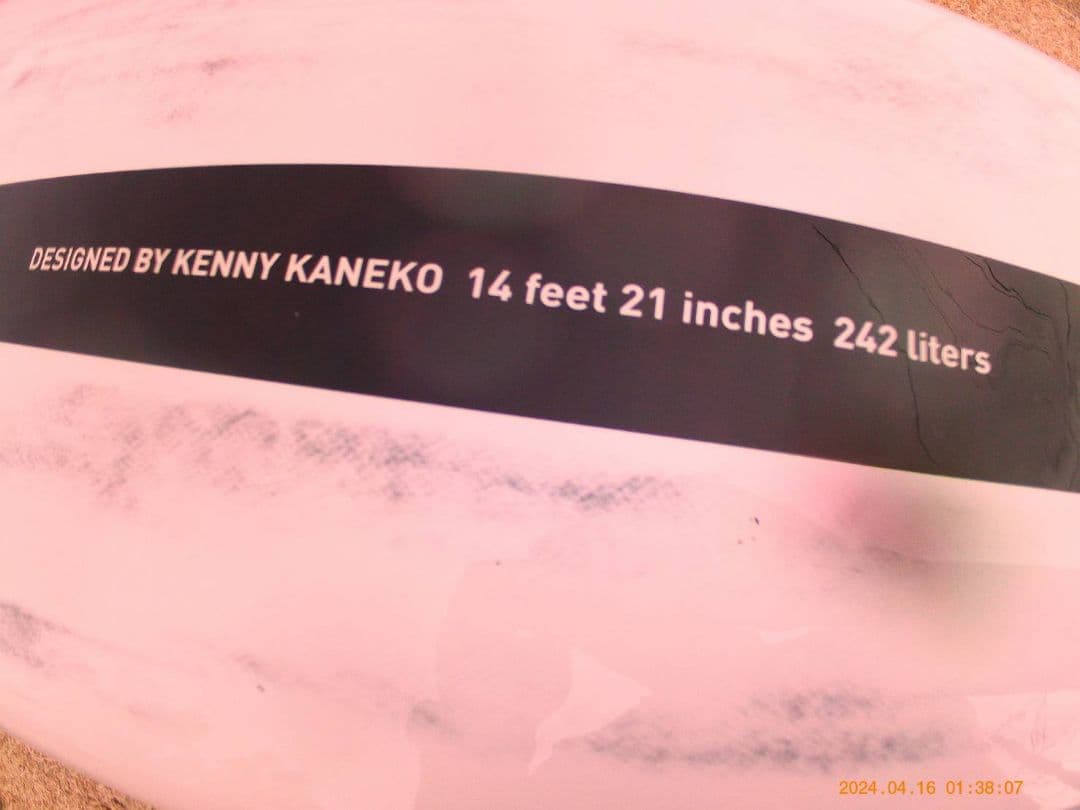 DESIGNED BY KENNY KANEKO 14 feet 21 inches 242 liters
2024.04.16 01:38:07